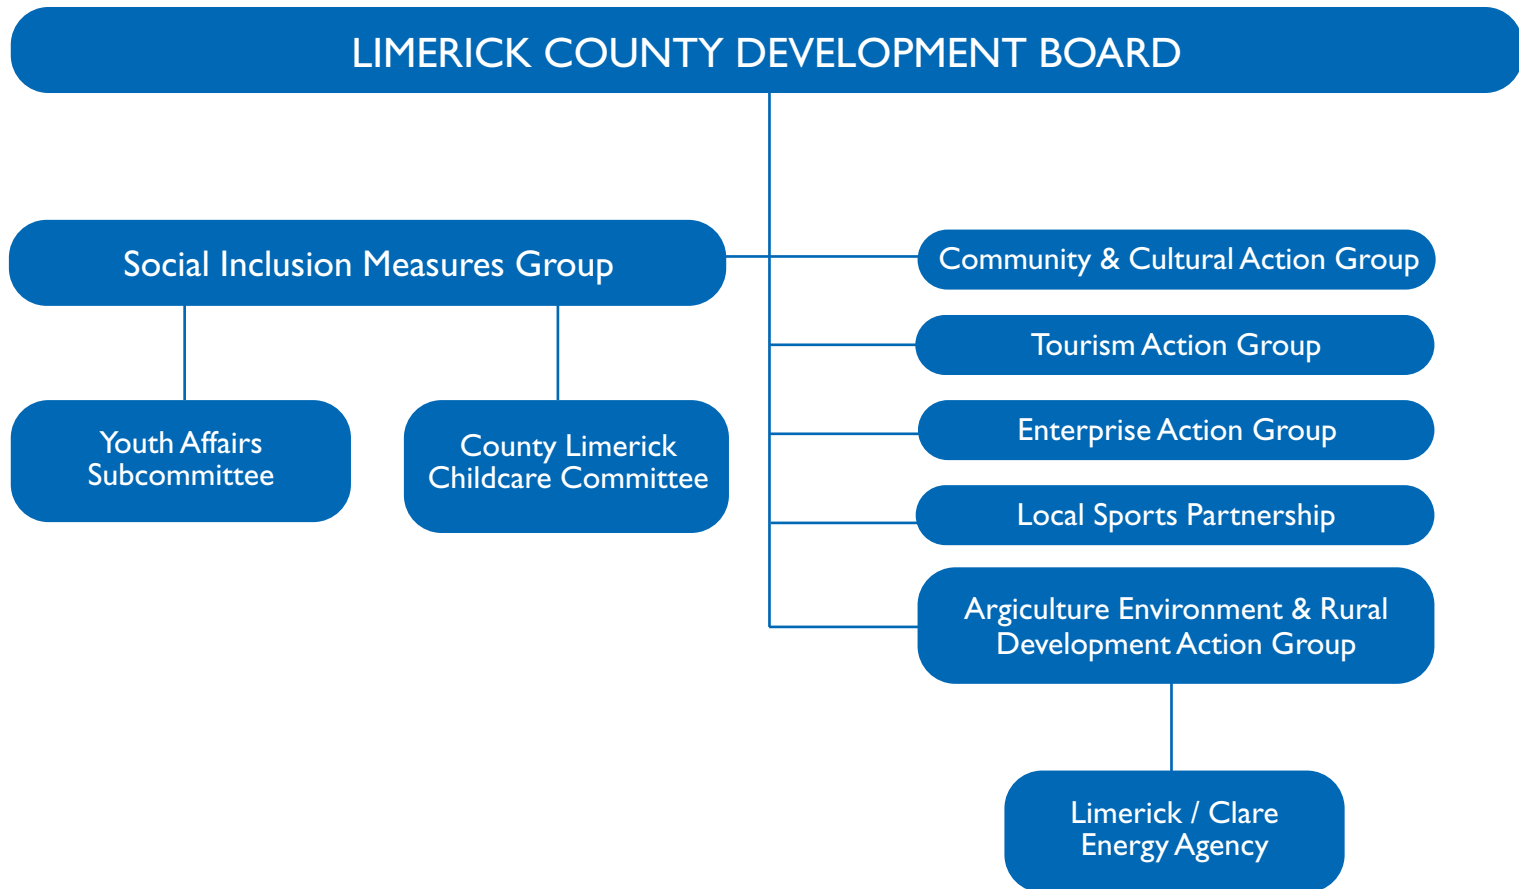 LIMERICK COUNTY DEVELOPMENT BOARD
Social Inclusion Measures Group
Youth Affairs
Subcommittee
County Limerick
Childcare Committee
Community & Cultural Action Group
Tourism Action Group
Enterprise Action Group
Local Sports Partnership
Argiculture Environment & Rural
Development Action Group
Limerick / Clare
Energy Agency